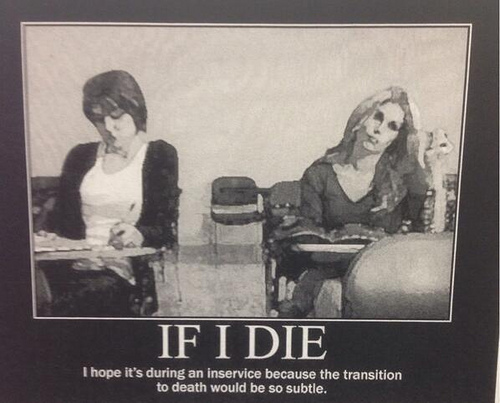 IF I DIE
I hope it's during an inservice because the transition
to death would be so subtle.